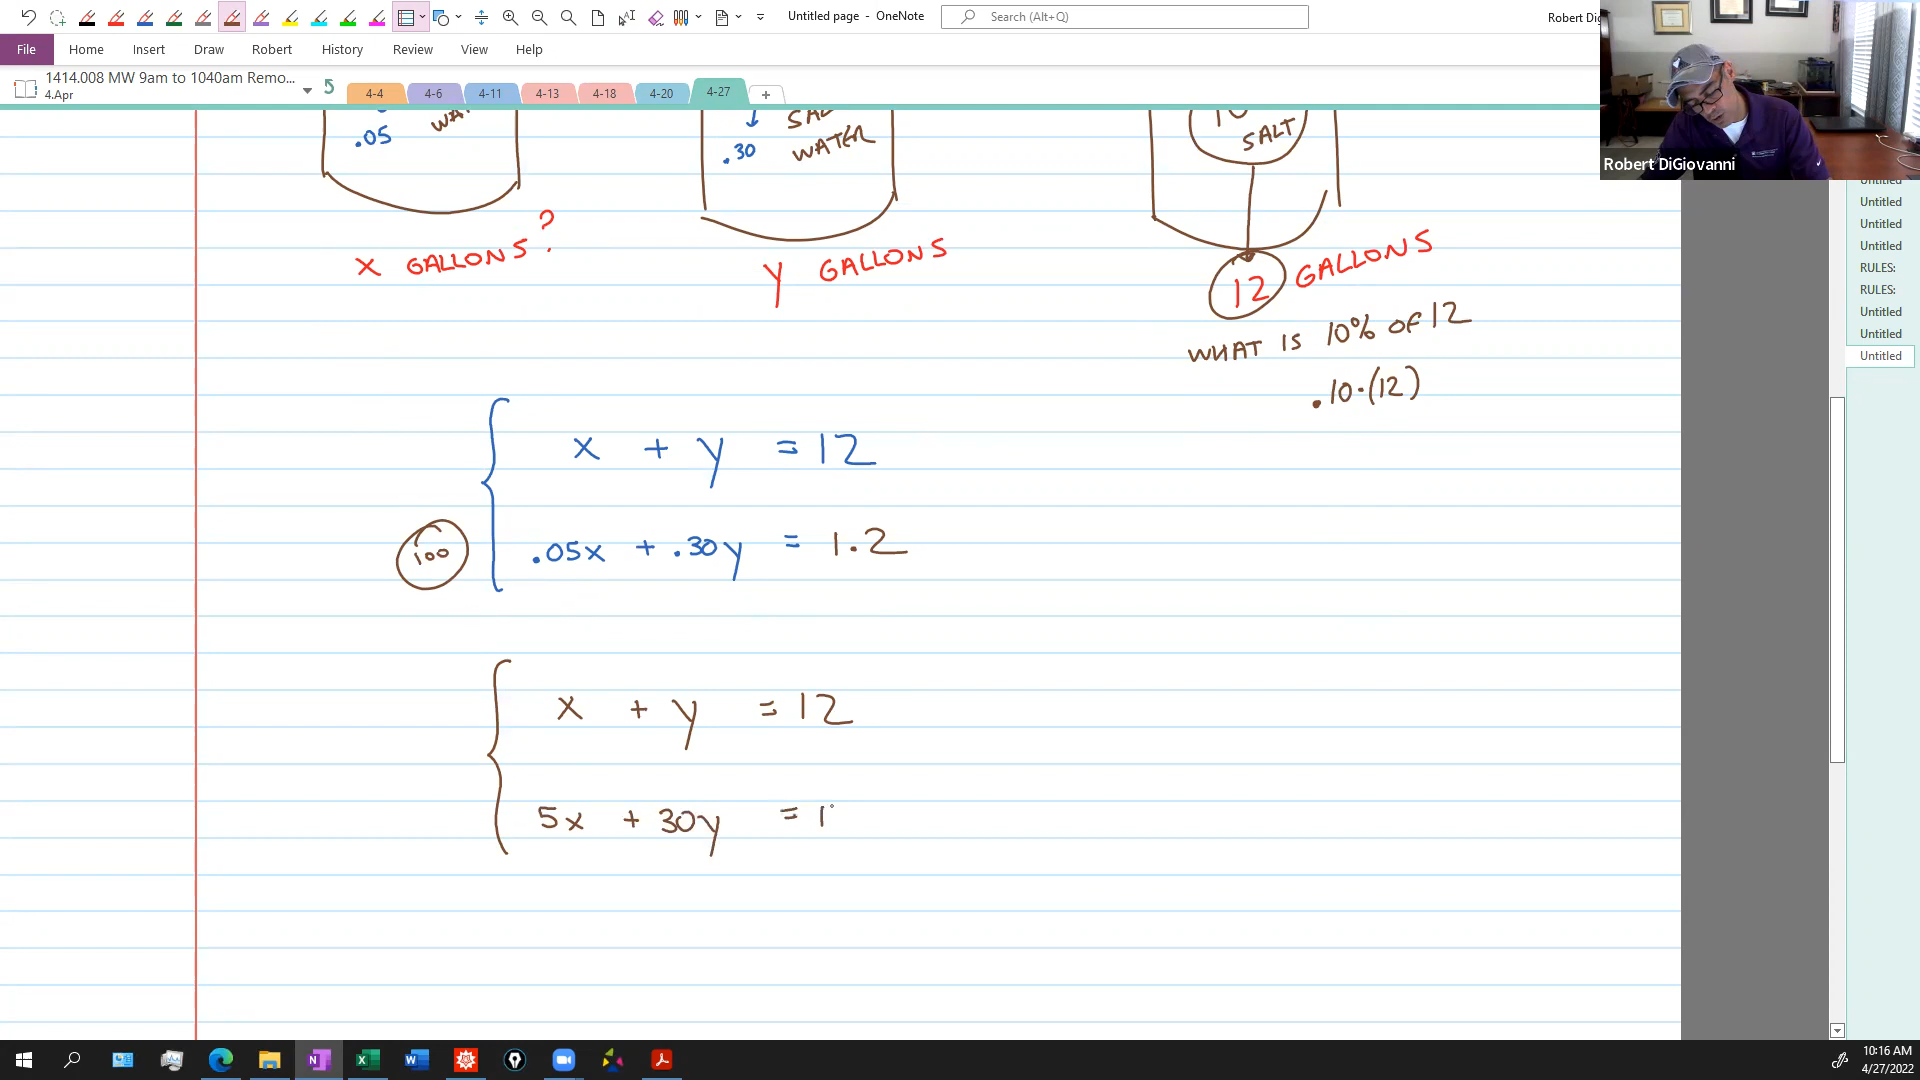 Untitled page - OneNote
Search (Alt+Q)
File Home Insert Draw Robert History Review View Help
1414.008 MW 9am to 1040am Remo...
4.Apr
4-4 4-6 4-11 4-13 4-18 4-20 4-27
Robert DiGiovanni
Untitled
Untitled
Untitled
RULES:
RULES:
Untitled
Untitled
Untitled
.05
.30 WATER
SALT
X GALLONS?
Y GALLONS
12 GALLONS
WHAT IS 10% OF 12
.10·(12)
x + y = 12
100 .05x + .30y = 1.2
x + y = 12
5x + 30y = 1
10:16 AM
4/27/2022